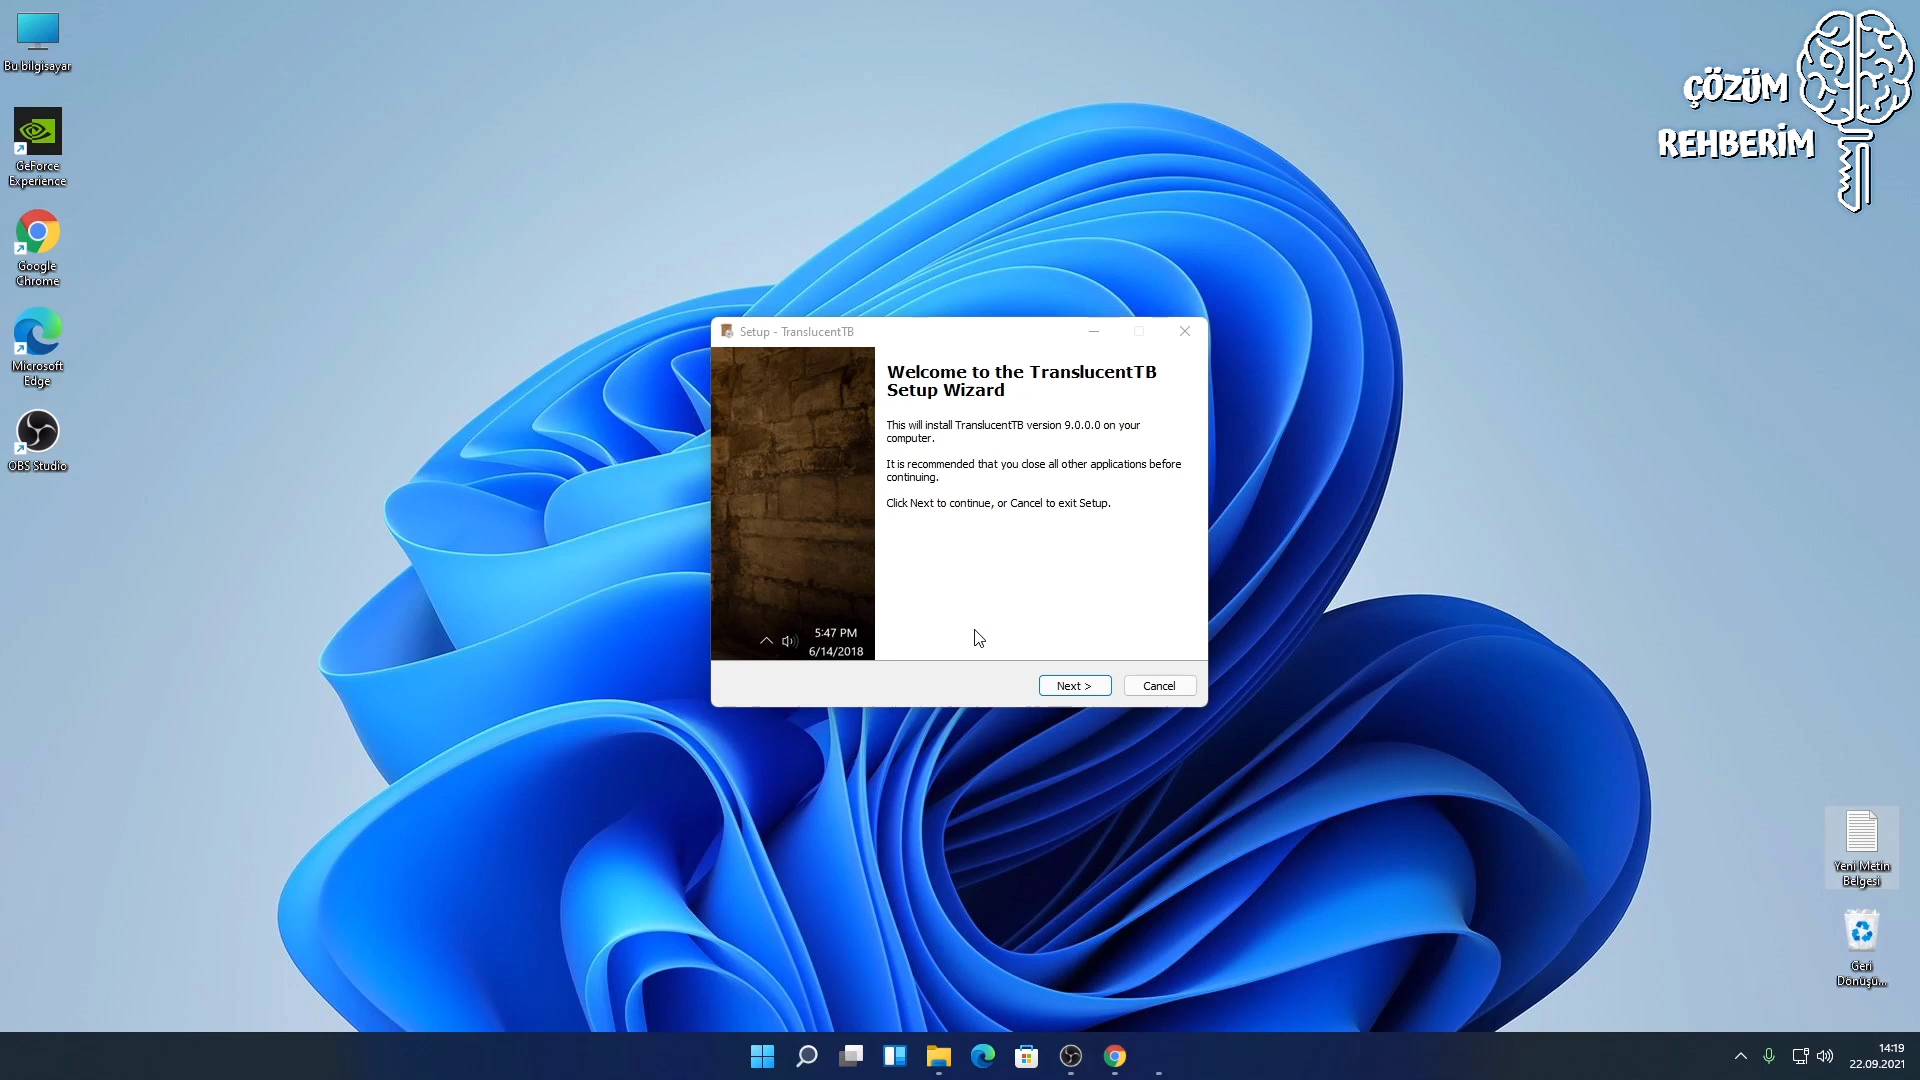 Bu bilgisayar
GeForce
Experience
Google
Chrome
Microsoft
Edge
OBS Studio
ÇÖZÜM
REHBERİM
Setup - TranslucentTB
Welcome to the TranslucentTB
Setup Wizard
This will install TranslucentTB version 9.0.0.0 on your
computer.
It is recommended that you close all other applications before
continuing.
Click Next to continue, or Cancel to exit Setup.
5:47 PM
6/14/2018
Next >
Cancel
Yeni Metin
Belgesi
Geri
Dönüşü...
14:19
22.09.2021